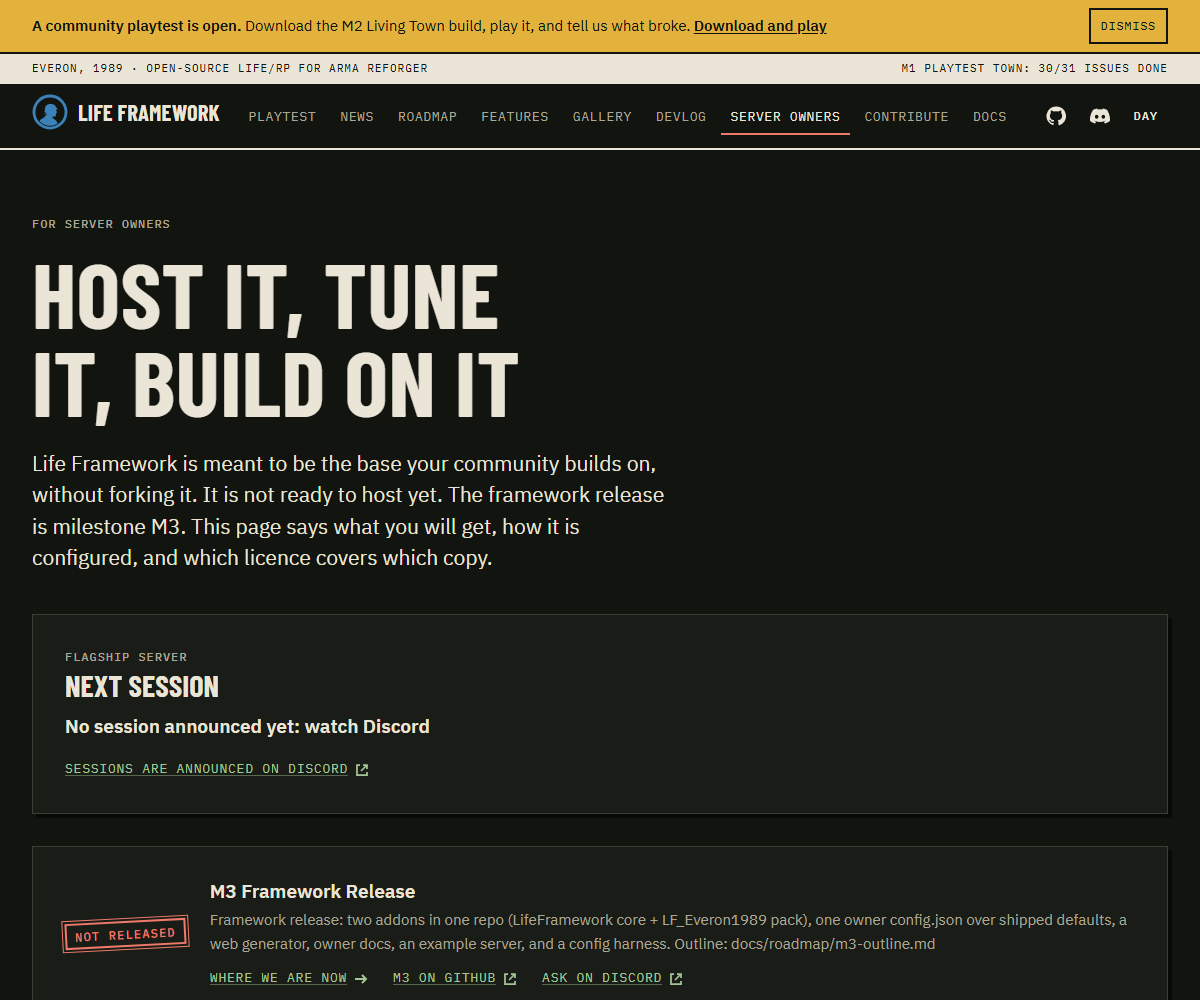 A community playtest is open. Download the M2 Living Town build, play it, and tell us what broke. Download and play
DISMISS
EVERON, 1989 · OPEN-SOURCE LIFE/RP FOR ARMA REFORGER
M1 PLAYTEST TOWN: 30/31 ISSUES DONE
LIFE FRAMEWORK
PLAYTEST
NEWS
ROADMAP
FEATURES
GALLERY
DEVLOG
SERVER OWNERS
CONTRIBUTE
DOCS
DAY
FOR SERVER OWNERS
HOST IT, TUNE
IT, BUILD ON IT
Life Framework is meant to be the base your community builds on,
without forking it. It is not ready to host yet. The framework release
is milestone M3. This page says what you will get, how it is
configured, and which licence covers which copy.
FLAGSHIP SERVER
NEXT SESSION
No session announced yet: watch Discord
SESSIONS ARE ANNOUNCED ON DISCORD
NOT RELEASED
M3 Framework Release
Framework release: two addons in one repo (LifeFramework core + LF_Everon1989 pack), one owner config.json over shipped defaults, a
web generator, owner docs, an example server, and a config harness. Outline: docs/roadmap/m3-outline.md
WHERE WE ARE NOW
M3 ON GITHUB
ASK ON DISCORD